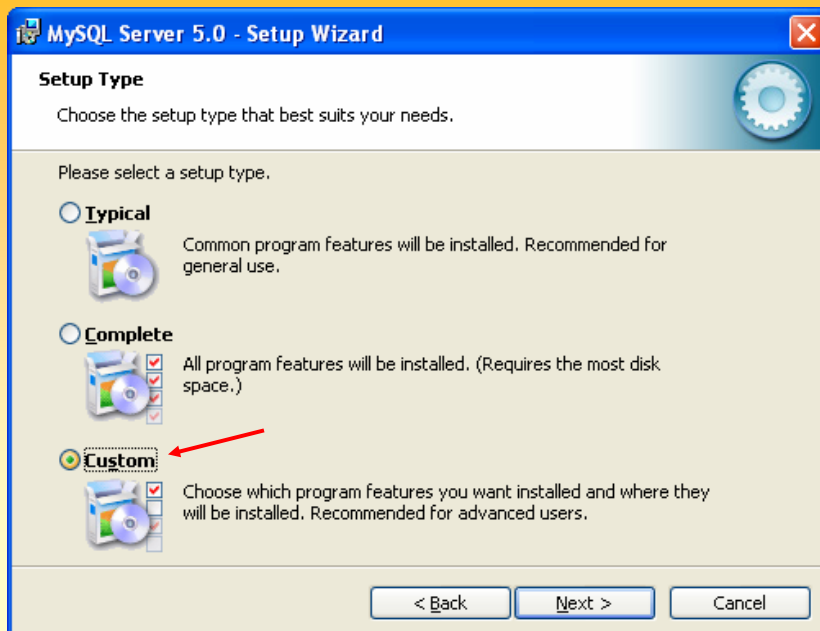 MySQL Server 5.0 - Setup Wizard
Setup Type
Choose the setup type that best suits your needs.
Please select a setup type.
Typical
Common program features will be installed. Recommended for
general use.
Complete
All program features will be installed. (Requires the most disk
space.)
Custom
Choose which program features you want installed and where they
will be installed. Recommended for advanced users.
< Back Next > Cancel